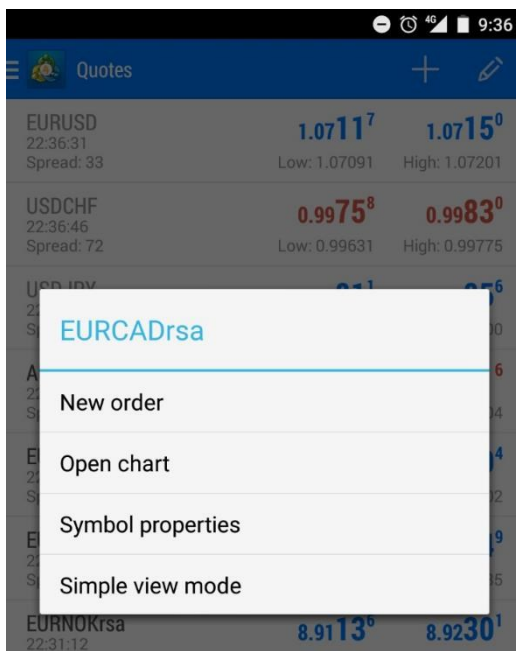 4G 9:36
Quotes
EURUSD 1.07117 1.07150
22:36:31
Spread: 33 Low: 1.07091 High: 1.07201
USDCHF 0.99758 0.99830
22:36:46
Spread: 72 Low: 0.99631 High: 0.99775
EURCADrsa
New order
Open chart
Symbol properties
Simple view mode
EURNOKrsa 8.91136 8.92301
22:31:12